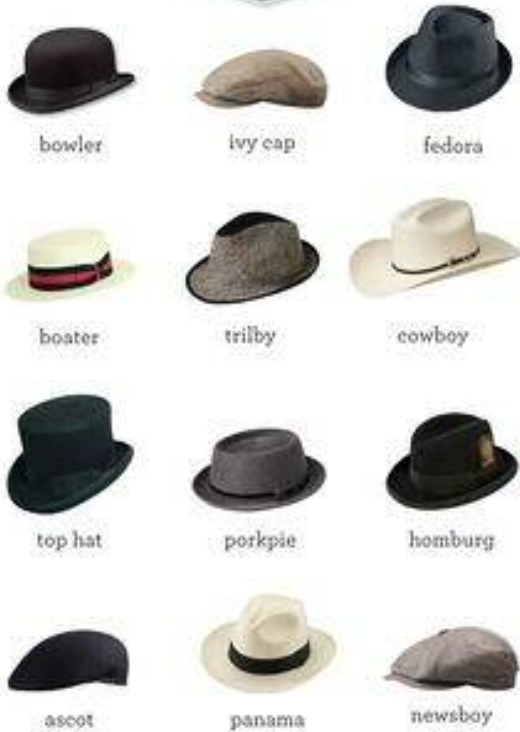 bowler
ivy cap
fedora
boater
trilby
cowboy
top hat
porkpie
homburg
ascot
panama
newsboy